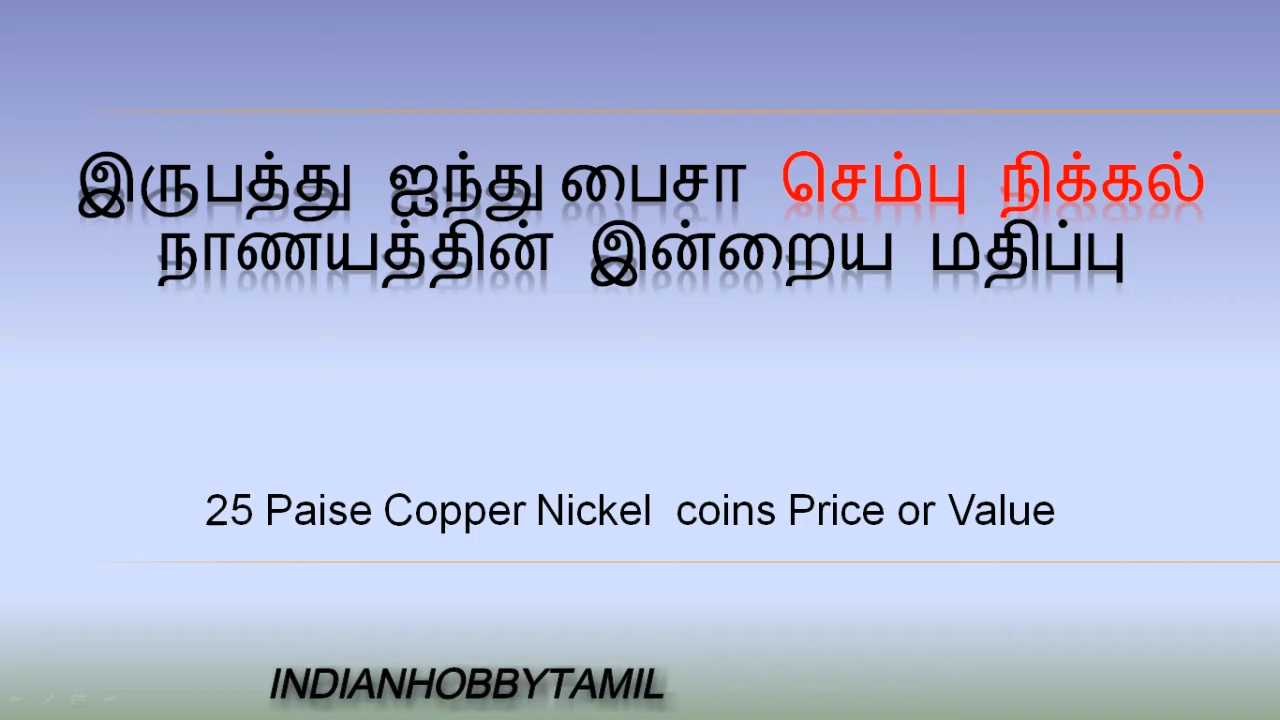 இருபத்து ஐந்து பைசா செம்பு நிக்கல்
நாணயத்தின் இன்றைய மதிப்பு
25 Paise Copper Nickel coins Price or Value
INDIANHOBBYTAMIL